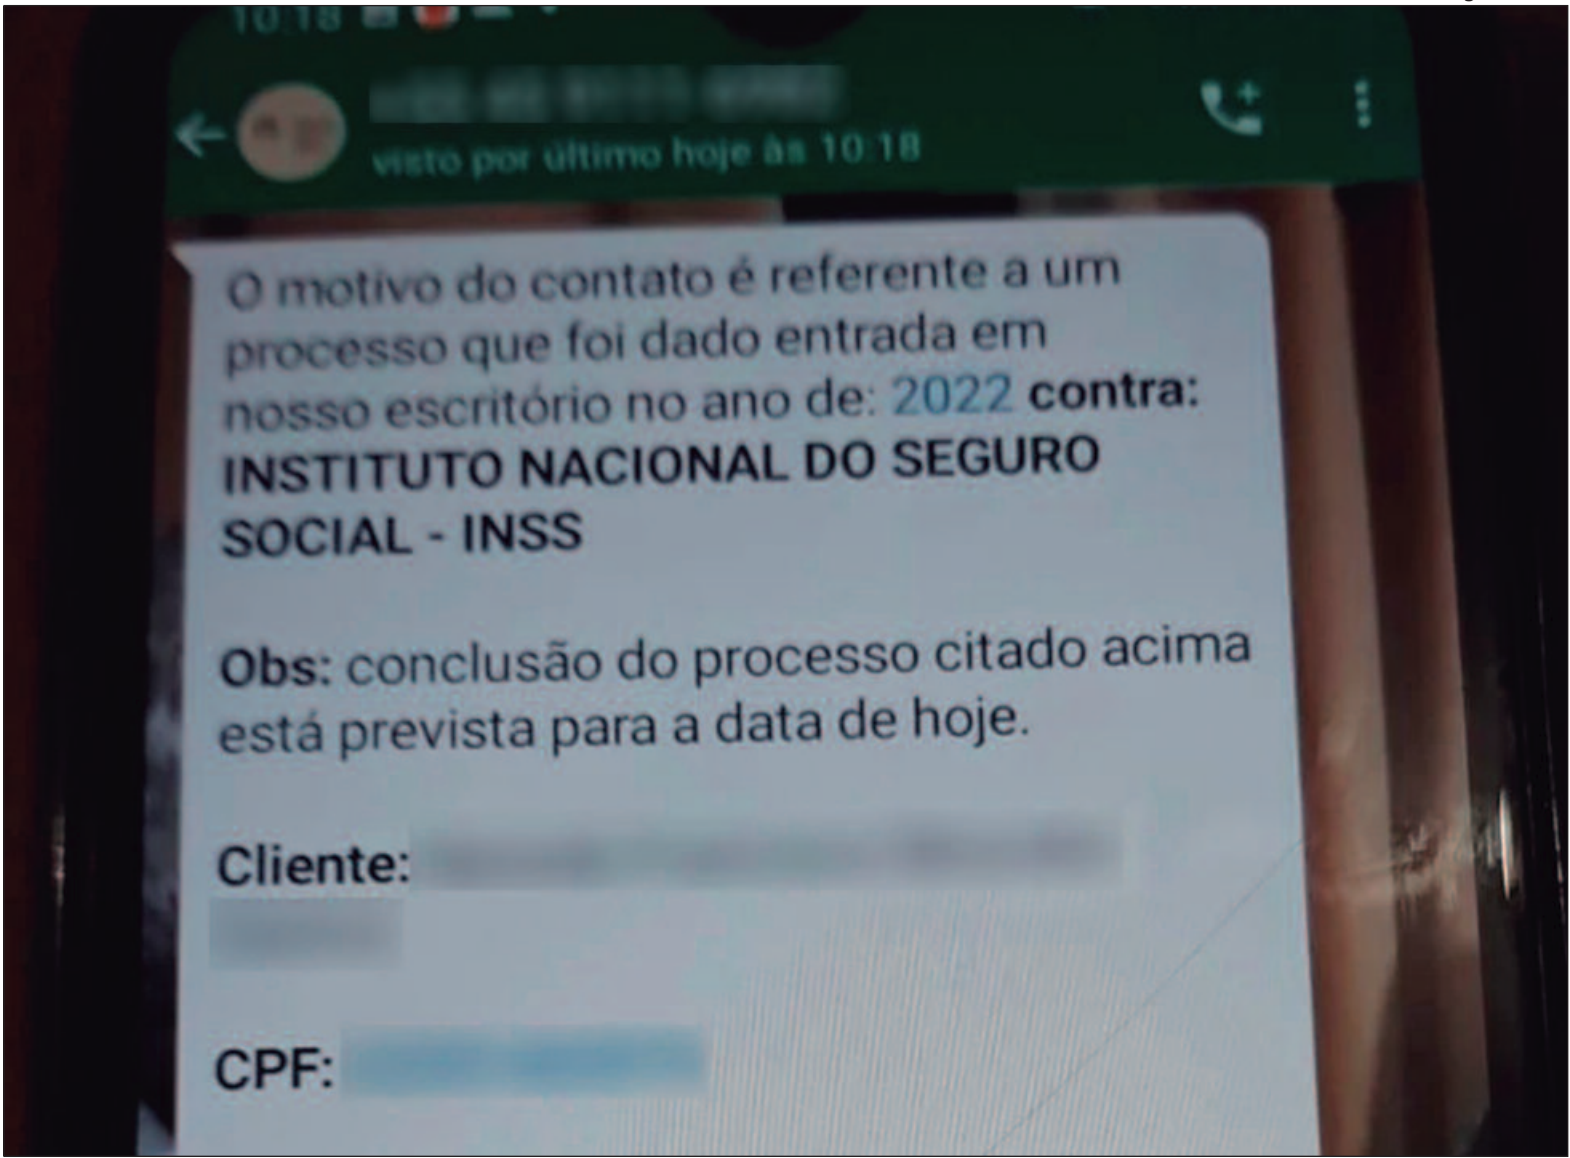 10:18
visto por último hoje às 10:18
O motivo do contato é referente a um
processo que foi dado entrada em
nosso escritório no ano de: 2022 contra:
INSTITUTO NACIONAL DO SEGURO
SOCIAL - INSS
Obs: conclusão do processo citado acima
está prevista para a data de hoje.
Cliente:
CPF: